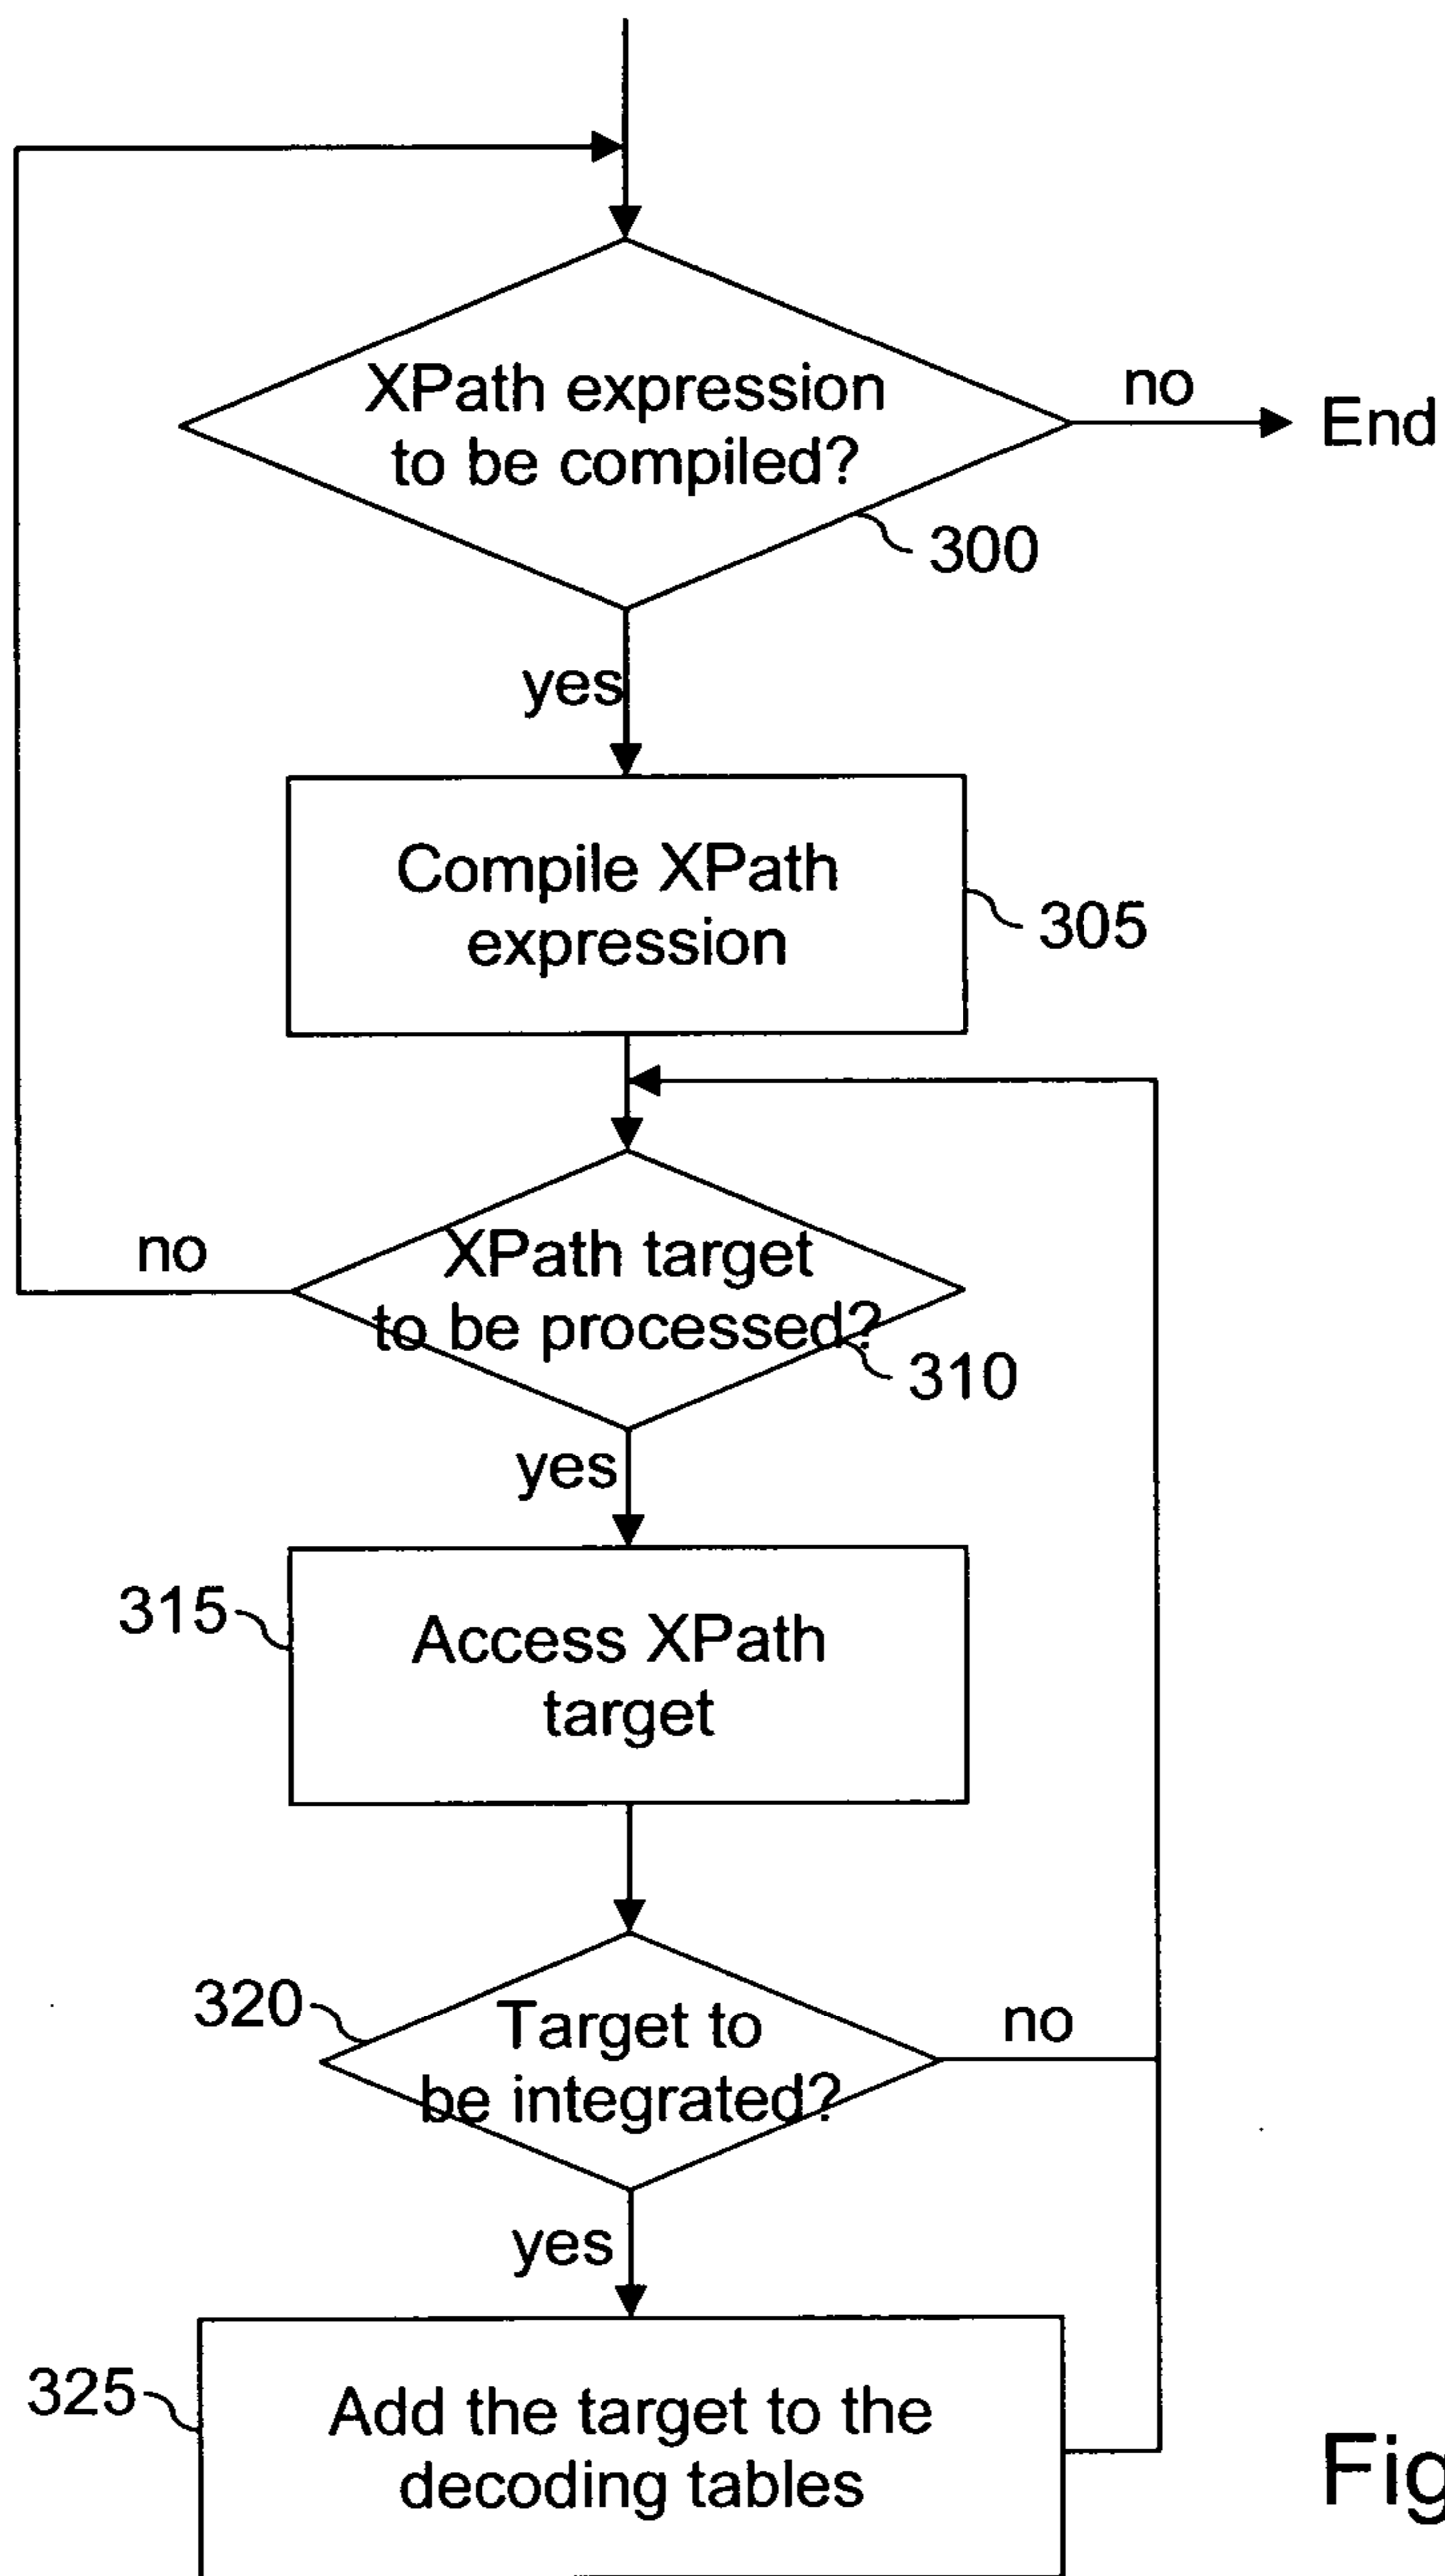 XPath expression
to be compiled?
no
End
300
yes
Compile XPath
expression
305
no
XPath target
to be processed?
310
yes
315
Access XPath
target
320
Target to
be integrated?
no
yes
325
Add the target to the
decoding tables
Fig